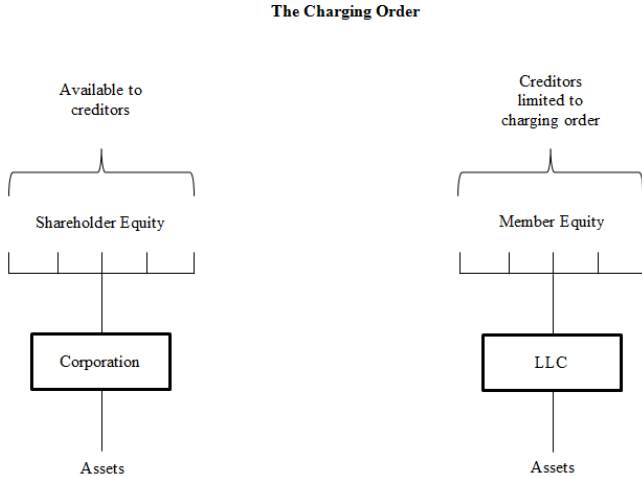 The Charging Order
Available to
creditors
Creditors
limited to
charging order
Shareholder Equity
Member Equity
Corporation
LLC
Assets
Assets